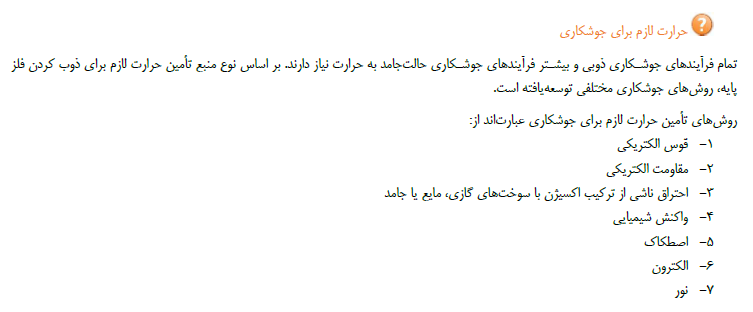 حرارت لازم برای جوشکاری
تمام فرآیندهای جوشـکاری ذوبی و بیشـتر فرآیندهای جوشـکاری حالت‌جامد به حرارت نیاز دارند. بر اساس نوع منبع تأمین حرارت لازم برای ذوب کردن فلز
پایه، روش‌های جوشکاری مختلفی توسعه‌یافته است.
روش‌های تأمین حرارت لازم برای جوشکاری عبارت‌اند از:
۱- قوس الکتریکی
۲- مقاومت الکتریکی
۳- احتراق ناشی از ترکیب اکسیژن با سوخت‌های گازی، مایع یا جامد
۴- واکنش شیمیایی
۵- اصطکاک
۶- الکترون
۷- نور